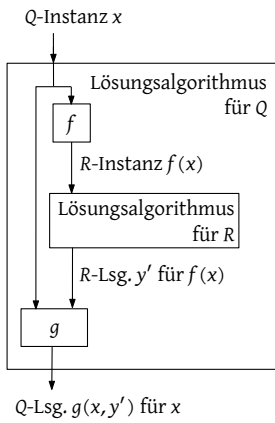 Q-Instanz x
Lösungsalgorithmus
für Q
f
R-Instanz f(x)
Lösungsalgorithmus
für R
R-Lsg. y′ für f(x)
g
Q-Lsg. g(x, y′) für x